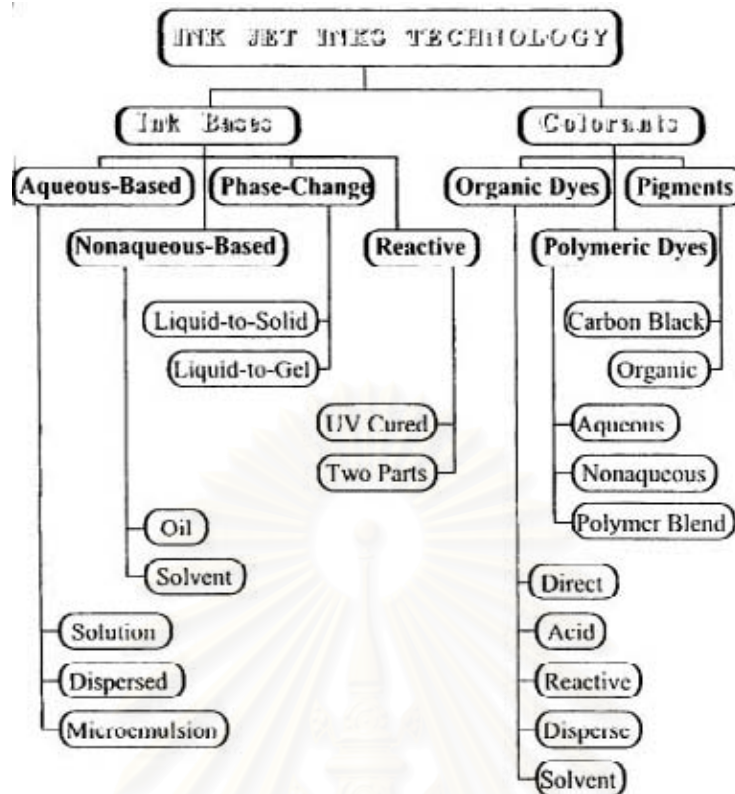 INK JET INKS TECHNOLOGY
Ink Bases
Colorants
Aqueous-Based
Phase-Change
Organic Dyes
Pigments
Nonaqueous-Based
Reactive
Polymeric Dyes
Liquid-to-Solid
Carbon Black
Liquid-to-Gel
Organic
UV Cured
Aqueous
Two Parts
Nonaqueous
Oil
Polymer Blend
Solvent
Direct
Solution
Acid
Dispersed
Reactive
Microemulsion
Disperse
Solvent